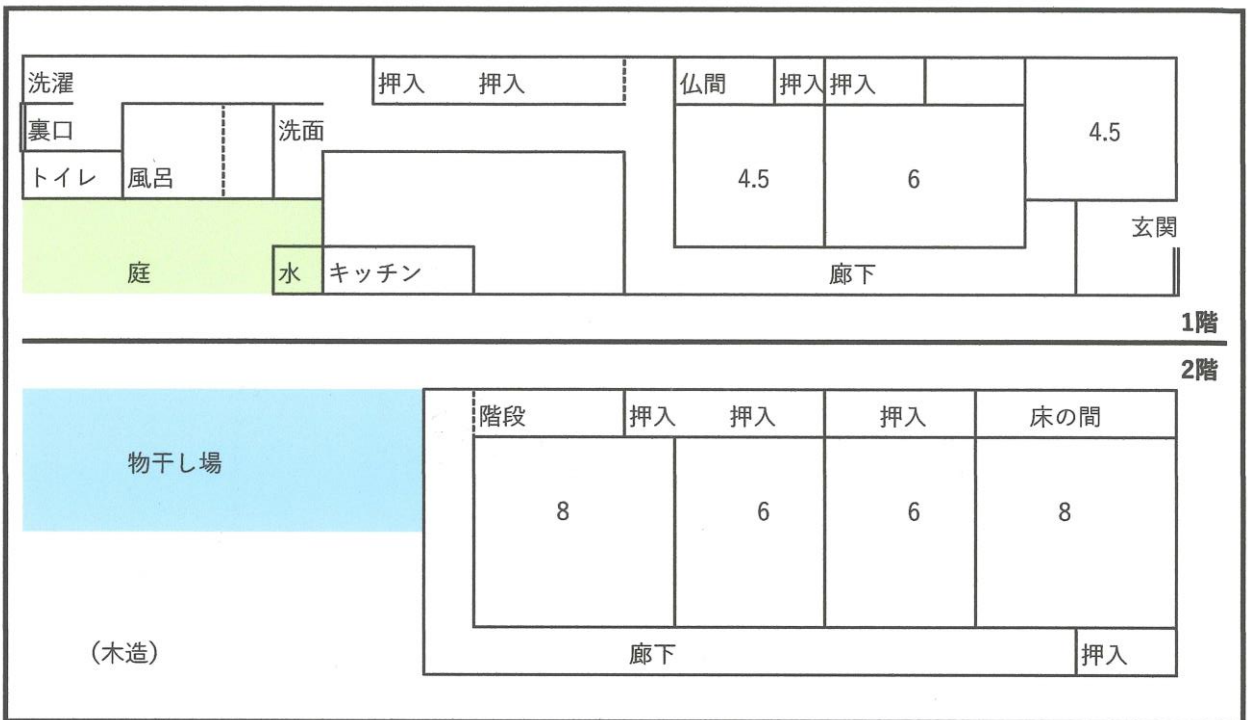 洗濯
押入 押入
仏間
押入
押入
裏口
洗面
4.5
トイレ
風呂
4.5
6
玄関
庭
水
キッチン
廊下
1階
2階
階段
押入 押入
押入
床の間
物干し場
8
6
6
8
（木造）
廊下
押入